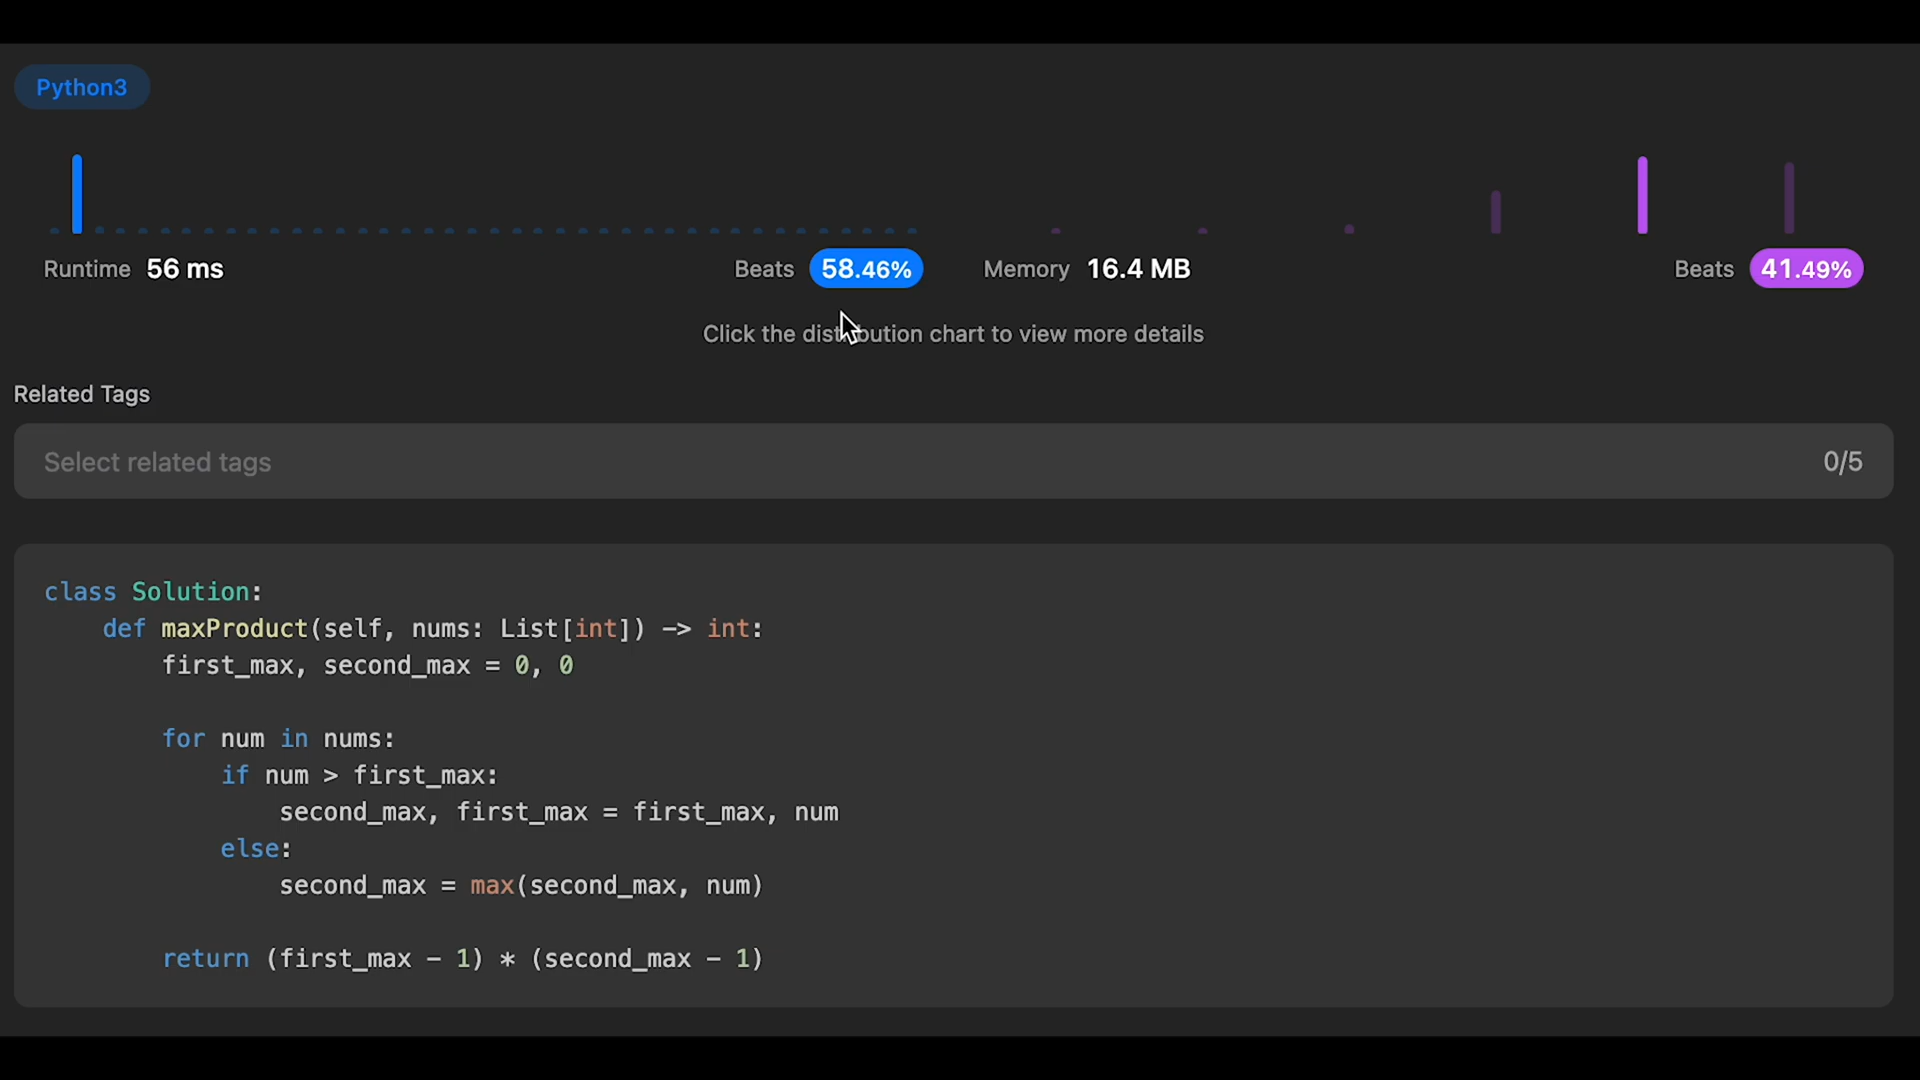 Python3
Runtime 56 ms Beats 58.46% Memory 16.4 MB Beats 41.49%
Click the distribution chart to view more details
Related Tags
Select related tags 0/5
class Solution:
    def maxProduct(self, nums: List[int]) -> int:
        first_max, second_max = 0, 0

        for num in nums:
            if num > first_max:
                second_max, first_max = first_max, num
            else:
                second_max = max(second_max, num)

        return (first_max - 1) * (second_max - 1)